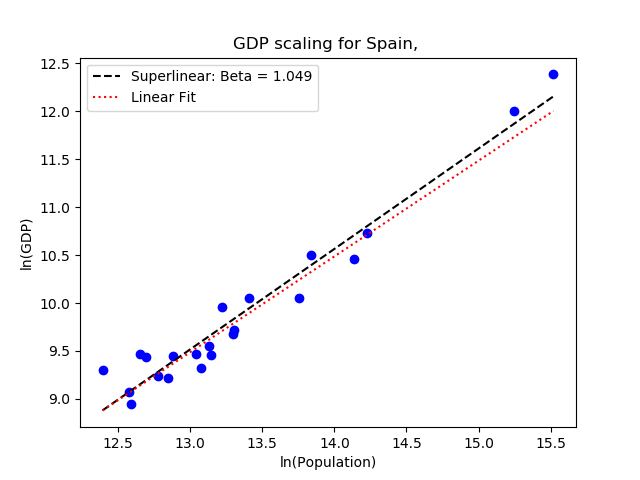 GDP scaling for Spain,
Superlinear: Beta = 1.049
Linear Fit
ln(GDP)
12.5
12.0
11.5
11.0
10.5
10.0
9.5
9.0
12.5 13.0 13.5 14.0 14.5 15.0 15.5
ln(Population)